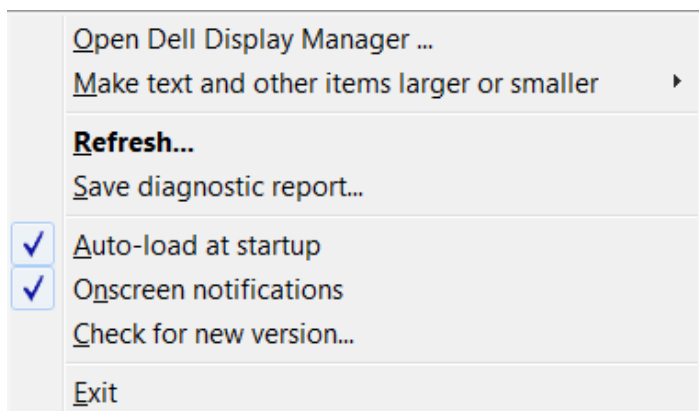 Open Dell Display Manager ...
Make text and other items larger or smaller
Refresh...
Save diagnostic report...
Auto-load at startup
Onscreen notifications
Check for new version...
Exit